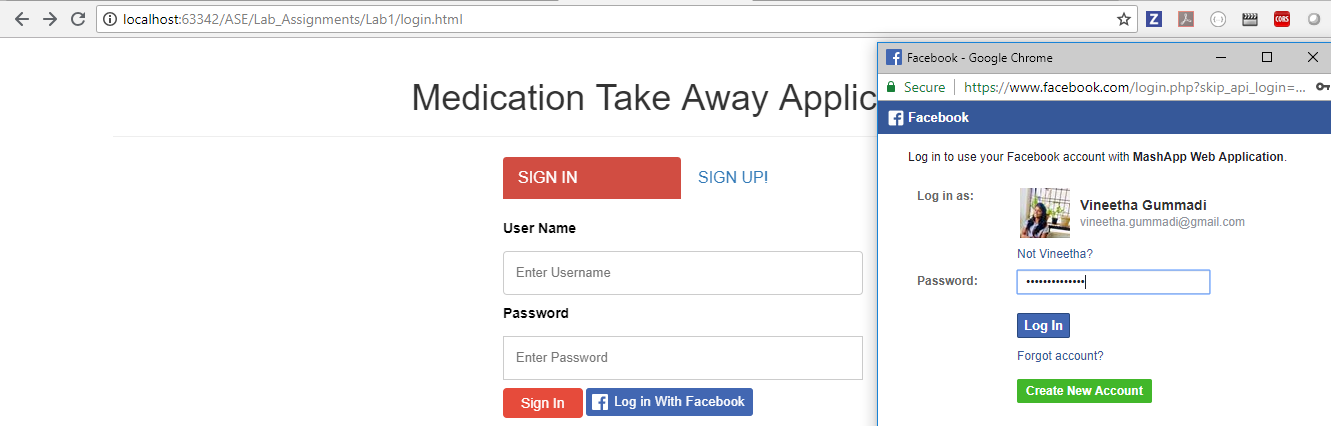 localhost:63342/ASE/Lab_Assignments/Lab1/login.html
Z
CORS
Medication Take Away Applic
SIGN IN
SIGN UP!
User Name
Enter Username
Password
Enter Password
Sign In
Log in With Facebook
Facebook - Google Chrome
Secure
https://www.facebook.com/login.php?skip_api_login=...
Facebook
Log in to use your Facebook account with MashApp Web Application.
Log in as:
Vineetha Gummadi
vineetha.gummadi@gmail.com
Not Vineetha?
Password:
••••••••••••••
Log In
Forgot account?
Create New Account